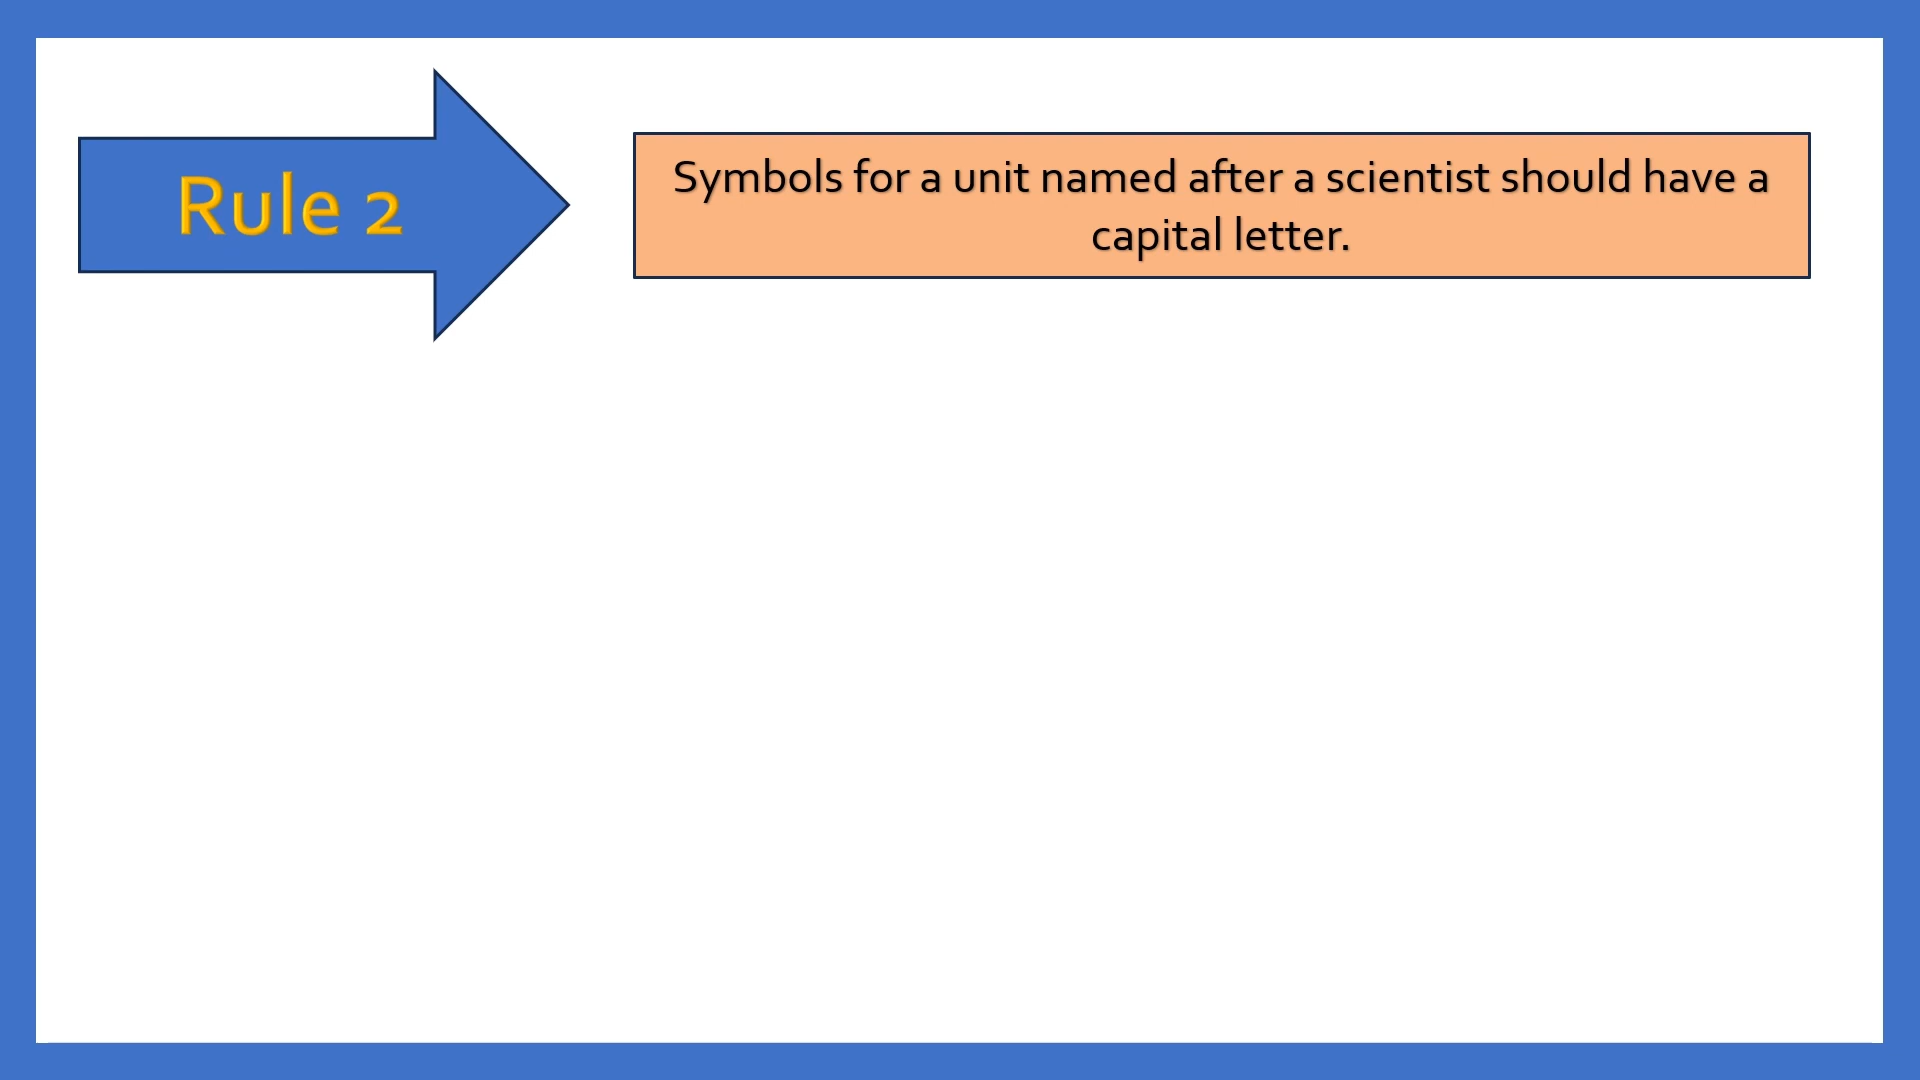 Rule 2
Symbols for a unit named after a scientist should have a
capital letter.